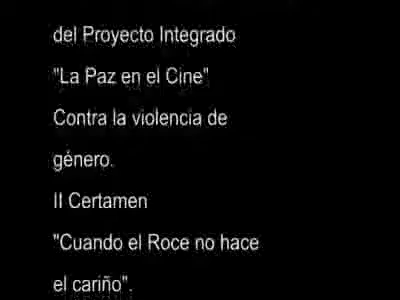 del Proyecto Integrado
"La Paz en el Cine"
Contra la violencia de
género.
II Certamen
"Cuando el Roce no hace
el cariño".